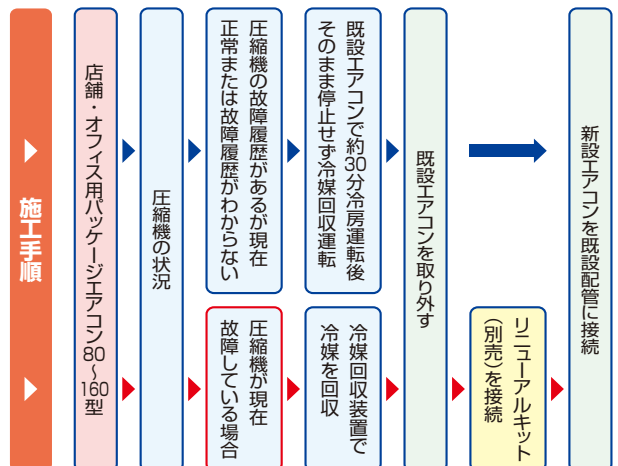 施工手順
店舗・オフィス用パッケージエアコン80～160型
圧縮機の状況
圧縮機の故障履歴があるが現在
正常または故障履歴がわからない
既設エアコンで約30分冷房運転後
そのまま停止せず冷媒回収運転
圧縮機が現在
故障している場合
冷媒回収装置で
冷媒を回収
既設エアコンを取り外す
リニューアルキット
(別売)を接続
新設エアコンを既設配管に接続